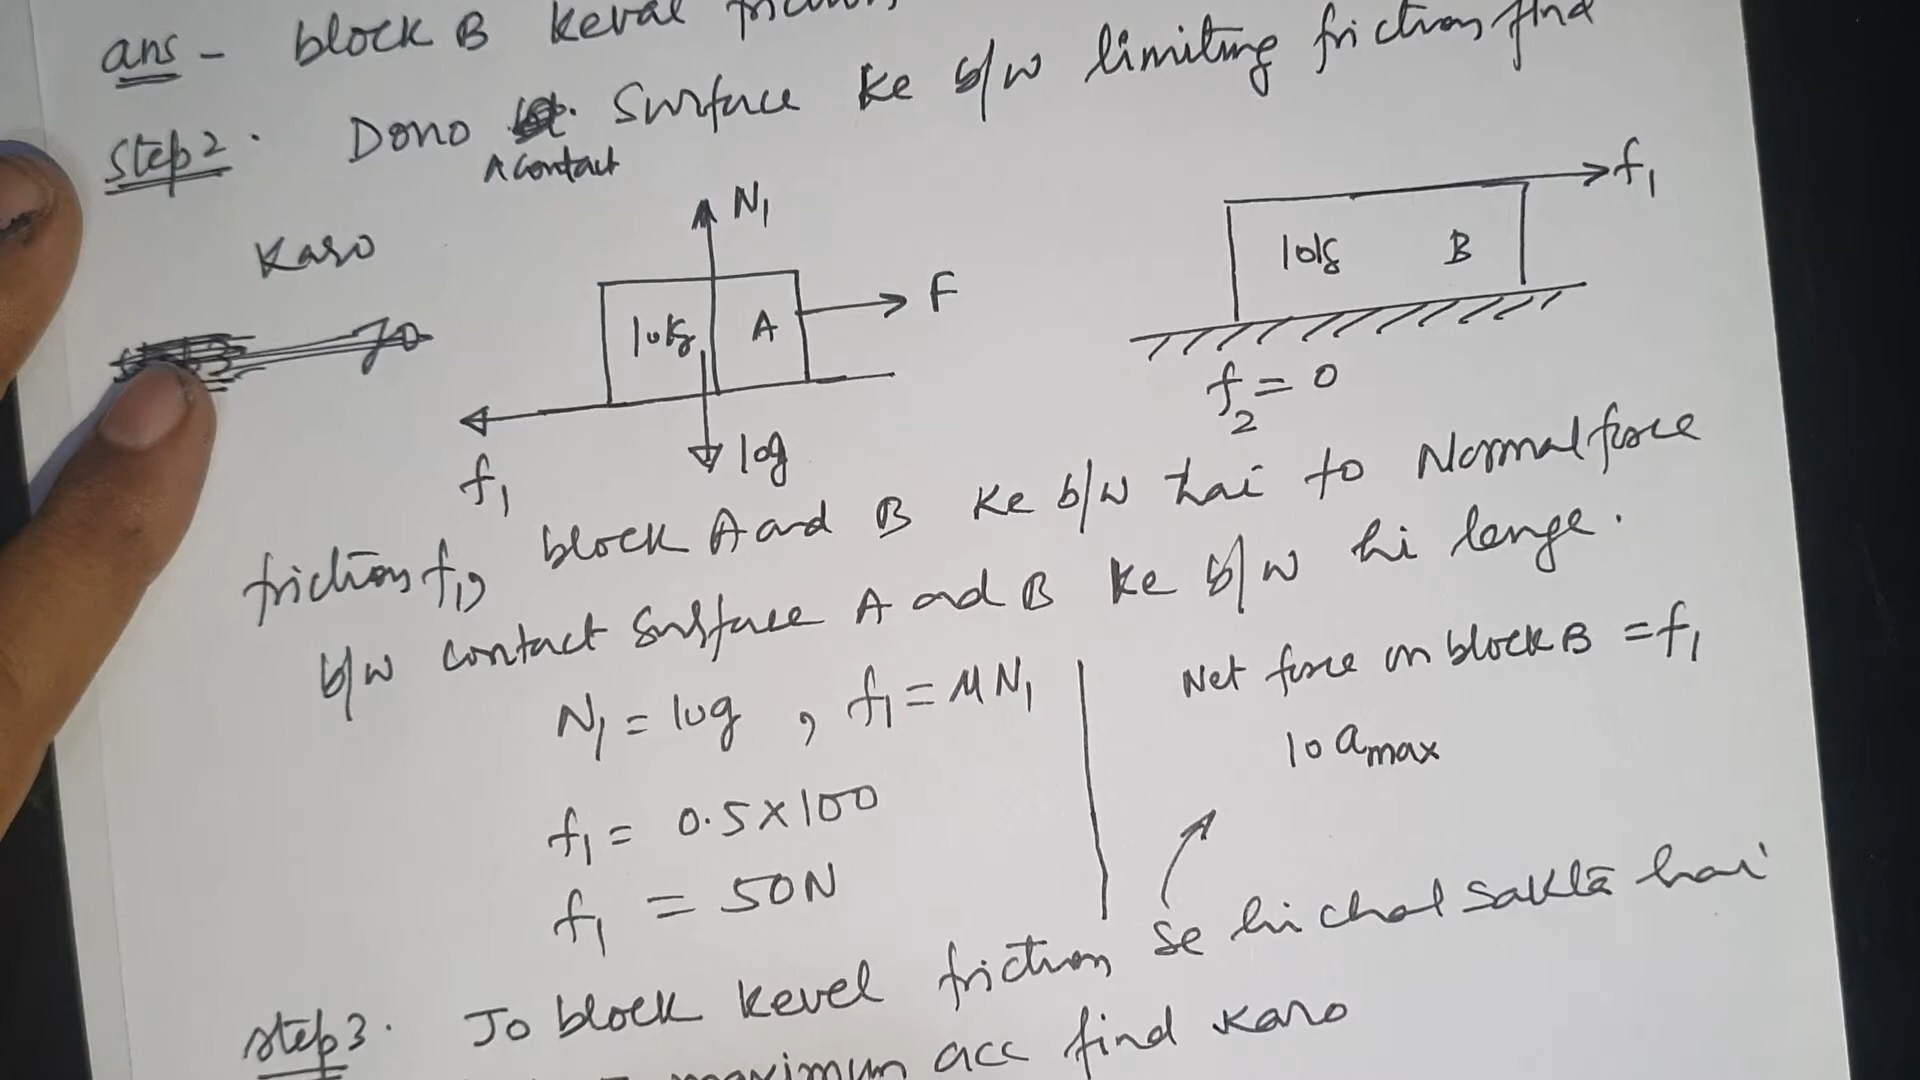 ans - block B keval
Step 2. Dono Surface ke b/w limiting friction find
^ contact
Karo
N₁
F
10kg A
f₁
10g
f₁
10kg B
f₂ = 0
friction f₁, block A and B ke b/w hai to Normal force
b/w contact Surface A and B ke b/w hi lenge.
N₁ = 10g , f₁ = μN₁
f₁ = 0.5×100
f₁ = 50N
Net force on block B = f₁
10 amax
Step 3. Jo block kevel friction se hi chal saktā hai
maximum acc find karo